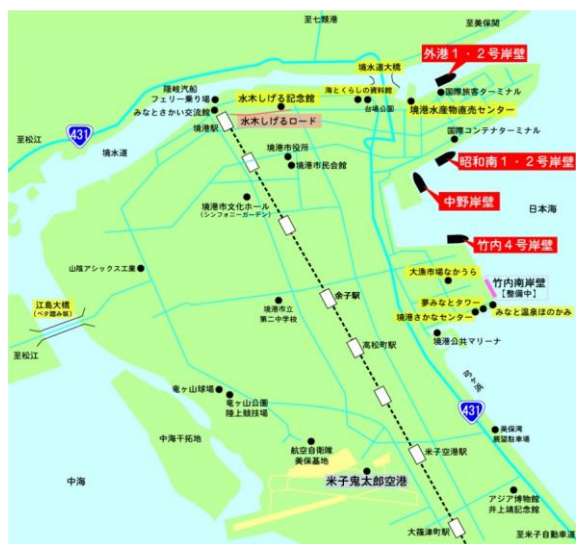 至七類港
至美保関
外港1・2号岸壁
境水道大橋
隠岐汽船
フェリー乗り場
みなとさかい交流館
水木しげる記念館
海とくらしの資料館
台場公園
国際旅客ターミナル
境港水産物直売センター
431
水木しげるロード
境港駅
至松江
境水道
国際コンテナターミナル
境港市役所
境港市民会館
昭和南1・2号岸壁
中野岸壁
境港市文化ホール
(シンフォニーガーデン)
日本海
竹内4号岸壁
山陰アシックス工業
大漁市場なかうら
竹内南岸壁
【整備中】
余子駅
夢みなとタワー
江島大橋
(ベタ踏み坂)
境港市立
第二中学校
境港さかなセンター
みなと温泉ほのかみ
至松江
高松町駅
境港公共マリーナ
弓ヶ浜
竜ヶ山球場
竜ヶ山公園
陸上競技場
431
中海干拓地
美保湾
展望駐車場
航空自衛隊
美保基地
米子空港駅
中海
米子鬼太郎空港
アジア博物館
井上靖記念館
大篠津町駅
至米子自動車道